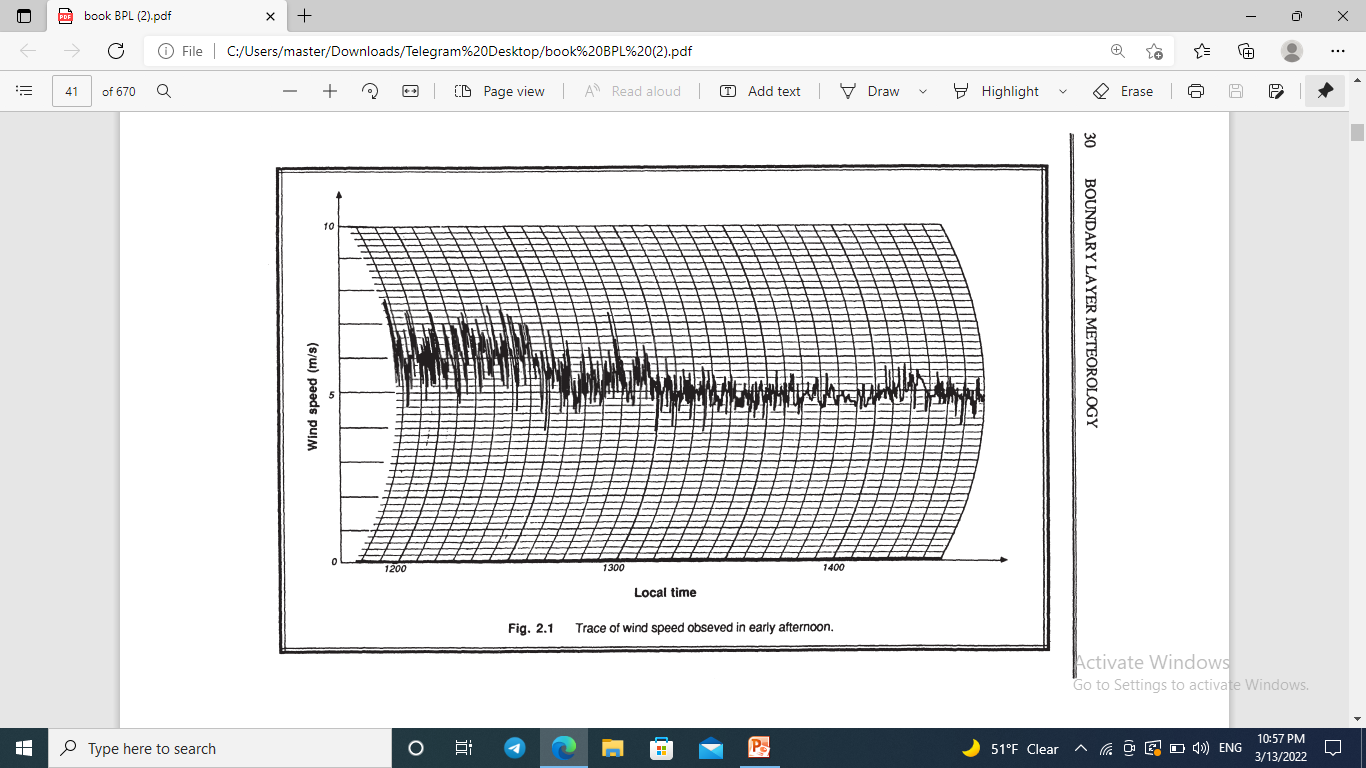 book BPL (2).pdf
File
C:/Users/master/Downloads/Telegram%20Desktop/book%20BPL%20(2).pdf
41 of 670
Page view
Read aloud
Add text
Draw
Highlight
Erase
30 BOUNDARY LAYER METEOROLOGY
10
5
0
Wind speed (m/s)
1200 1300 1400
Local time
Fig. 2.1 Trace of wind speed obseved in early afternoon.
Activate Windows
Go to Settings to activate Windows.
Type here to search
51°F Clear
ENG
10:57 PM
3/13/2022